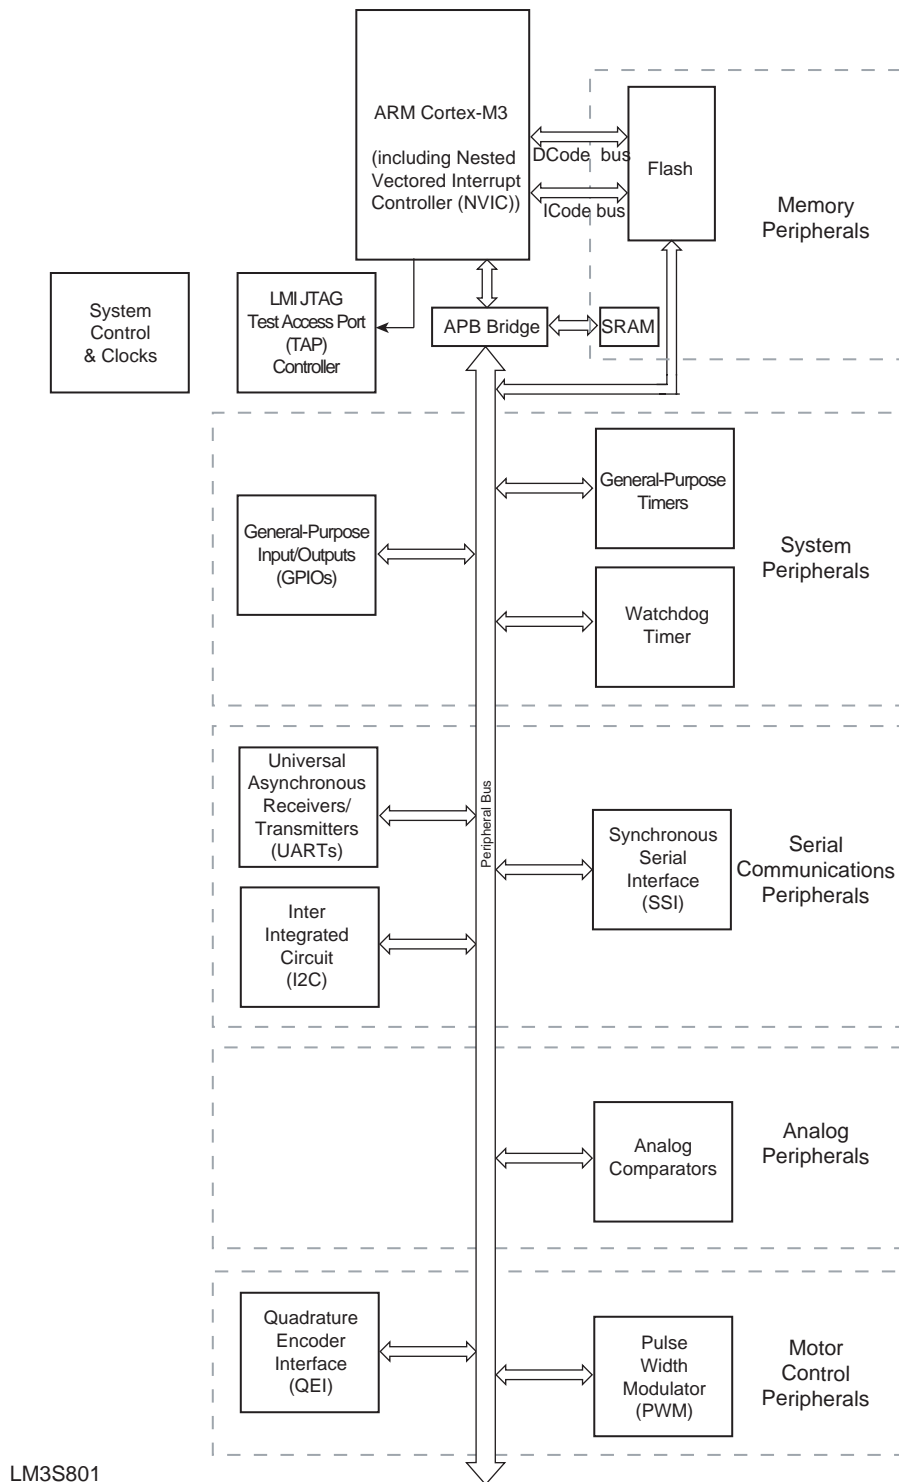 ARM Cortex-M3
(including Nested
Vectored Interrupt
Controller (NVIC))
DCode bus
ICode bus
Flash
Memory
Peripherals
System
Control
& Clocks
LMI JTAG
Test Access Port
(TAP)
Controller
APB Bridge
SRAM
General-Purpose
Timers
General-Purpose
Input/Outputs
(GPIOs)
System
Peripherals
Watchdog
Timer
Universal
Asynchronous
Receivers/
Transmitters
(UARTs)
Peripheral Bus
Synchronous
Serial
Interface
(SSI)
Serial
Communications
Peripherals
Inter
Integrated
Circuit
(I2C)
Analog
Comparators
Analog
Peripherals
Quadrature
Encoder
Interface
(QEI)
Pulse
Width
Modulator
(PWM)
Motor
Control
Peripherals
LM3S801